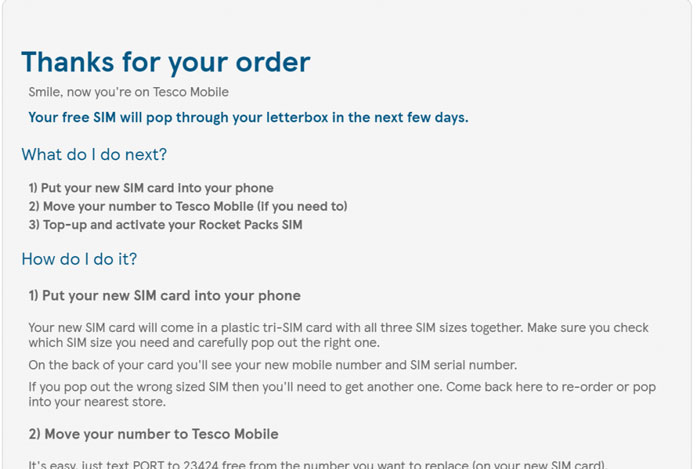 Thanks for your order
Smile, now you're on Tesco Mobile
Your free SIM will pop through your letterbox in the next few days.
What do I do next?
1) Put your new SIM card into your phone
2) Move your number to Tesco Mobile (if you need to)
3) Top-up and activate your Rocket Packs SIM
How do I do it?
1) Put your new SIM card into your phone
Your new SIM card will come in a plastic tri-SIM card with all three SIM sizes together. Make sure you check
which SIM size you need and carefully pop out the right one.
On the back of your card you'll see your new mobile number and SIM serial number.
If you pop out the wrong sized SIM then you'll need to get another one. Come back here to re-order or pop
into your nearest store.
2) Move your number to Tesco Mobile
It's easy, just text PORT to 23424 free from the number you want to replace (on your new SIM card).